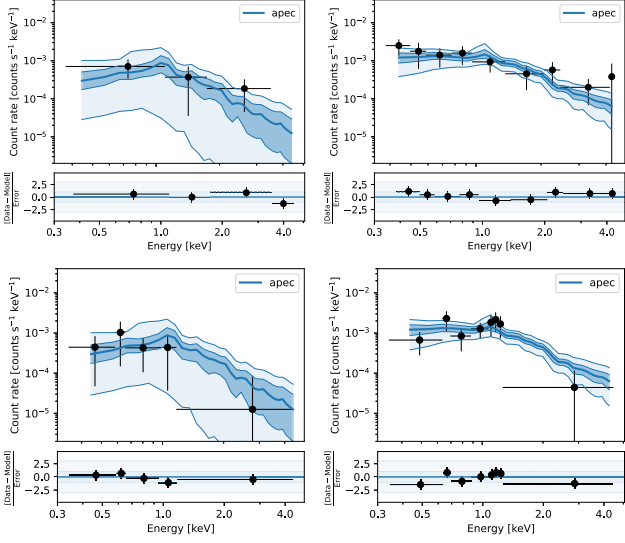 apec
Count rate [counts s⁻¹ keV⁻¹]
10⁻²
10⁻³
10⁻⁴
10⁻⁵
[Data − Model]
Error
2.5
0.0
−2.5
0.3 0.5 1.0 2.0 4.0
Energy [keV]
apec
Count rate [counts s⁻¹ keV⁻¹]
10⁻²
10⁻³
10⁻⁴
10⁻⁵
[Data − Model]
Error
2.5
0.0
−2.5
0.3 0.5 1.0 2.0 4.0
Energy [keV]
apec
Count rate [counts s⁻¹ keV⁻¹]
10⁻²
10⁻³
10⁻⁴
10⁻⁵
[Data − Model]
Error
2.5
0.0
−2.5
0.3 0.5 1.0 2.0 4.0
Energy [keV]
apec
Count rate [counts s⁻¹ keV⁻¹]
10⁻²
10⁻³
10⁻⁴
10⁻⁵
[Data − Model]
Error
2.5
0.0
−2.5
0.3 0.5 1.0 2.0 4.0
Energy [keV]